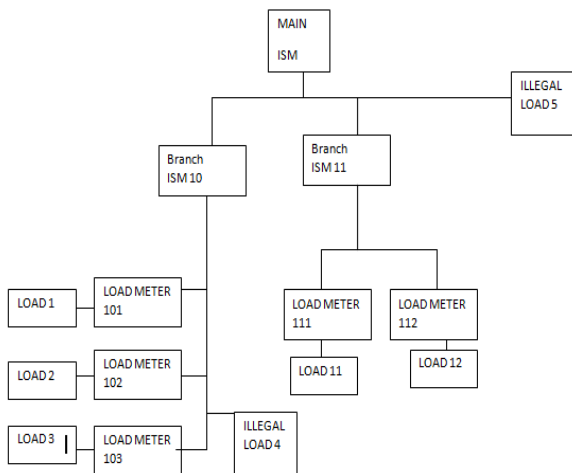 MAIN
ISM
ILLEGAL
LOAD 5
Branch
ISM 10
Branch
ISM 11
LOAD 1
LOAD METER
101
LOAD METER
111
LOAD METER
112
LOAD 2
LOAD METER
102
LOAD 11
LOAD 12
LOAD 3
LOAD METER
103
ILLEGAL
LOAD 4